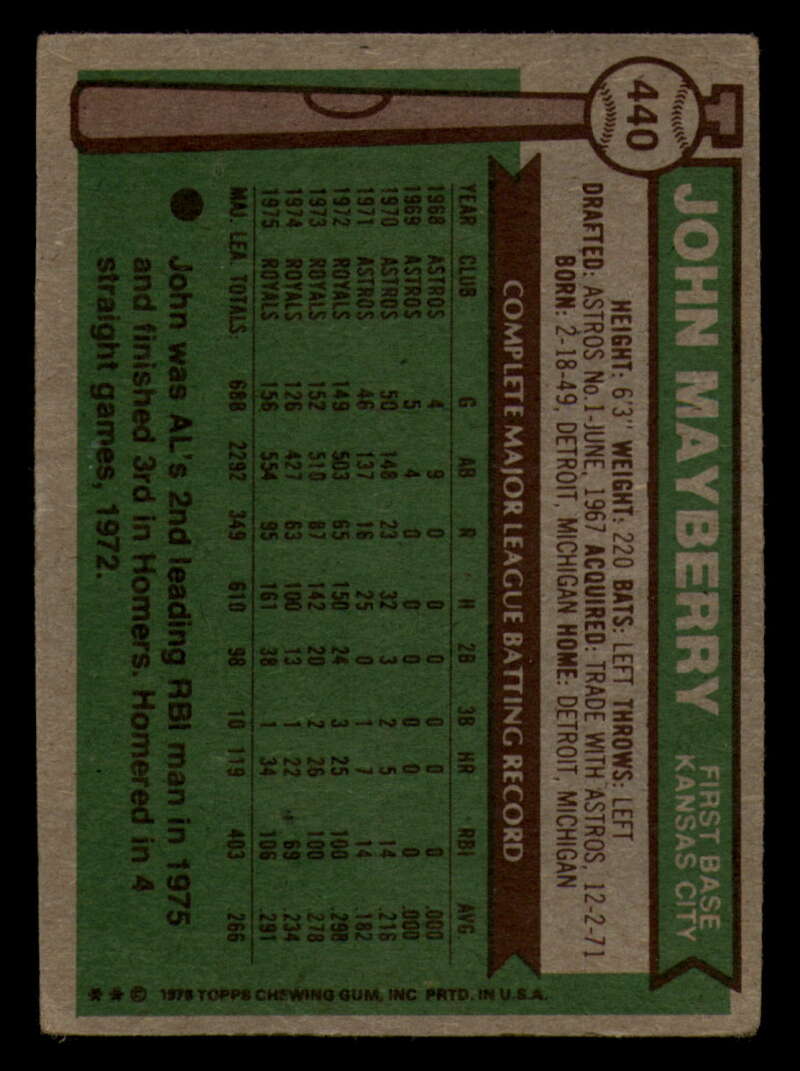 440
JOHN MAYBERRY
FIRST BASE
KANSAS CITY
HEIGHT: 6'3" WEIGHT: 220 BATS: LEFT THROWS: LEFT
DRAFTED: ASTROS No.1-JUNE, 1967 ACQUIRED: TRADE WITH ASTROS, 12-2-71
BORN: 2-18-49, DETROIT, MICHIGAN HOME: DETROIT, MICHIGAN
COMPLETE MAJOR LEAGUE BATTING RECORD
YEAR CLUB G AB R H 2B 3B HR RBI AVG
1968 ASTROS 4 9 0 0 0 0 0 0 .000
1969 ASTROS 5 4 0 0 0 0 0 0 .000
1970 ASTROS 50 148 23 32 3 2 5 14 .216
1971 ASTROS 46 137 16 25 0 1 7 14 .182
1972 ROYALS 149 503 65 150 24 3 25 100 .298
1973 ROYALS 152 510 87 142 20 2 26 100 .278
1974 ROYALS 126 427 63 100 13 1 22 69 .234
1975 ROYALS 156 554 95 161 38 1 34 106 .291
MAJ. LEA. TOTALS: 688 2292 349 610 98 10 119 403 .266
John was AL's 2nd leading RBI man in 1975
and finished 3rd in Homers. Homered in 4
straight games, 1972.
** © 1976 TOPPS CHEWING GUM, INC PRTD. IN U.S.A.